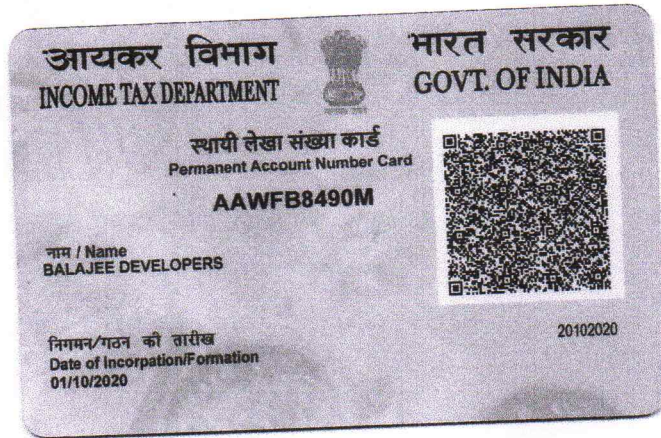 आयकर विभाग
INCOME TAX DEPARTMENT
भारत सरकार
GOVT. OF INDIA
स्थायी लेखा संख्या कार्ड
Permanent Account Number Card
AAWFB8490M
नाम / Name
BALAJEE DEVELOPERS
निगमन/गठन की तारीख
Date of Incorpation/Formation
01/10/2020
20102020